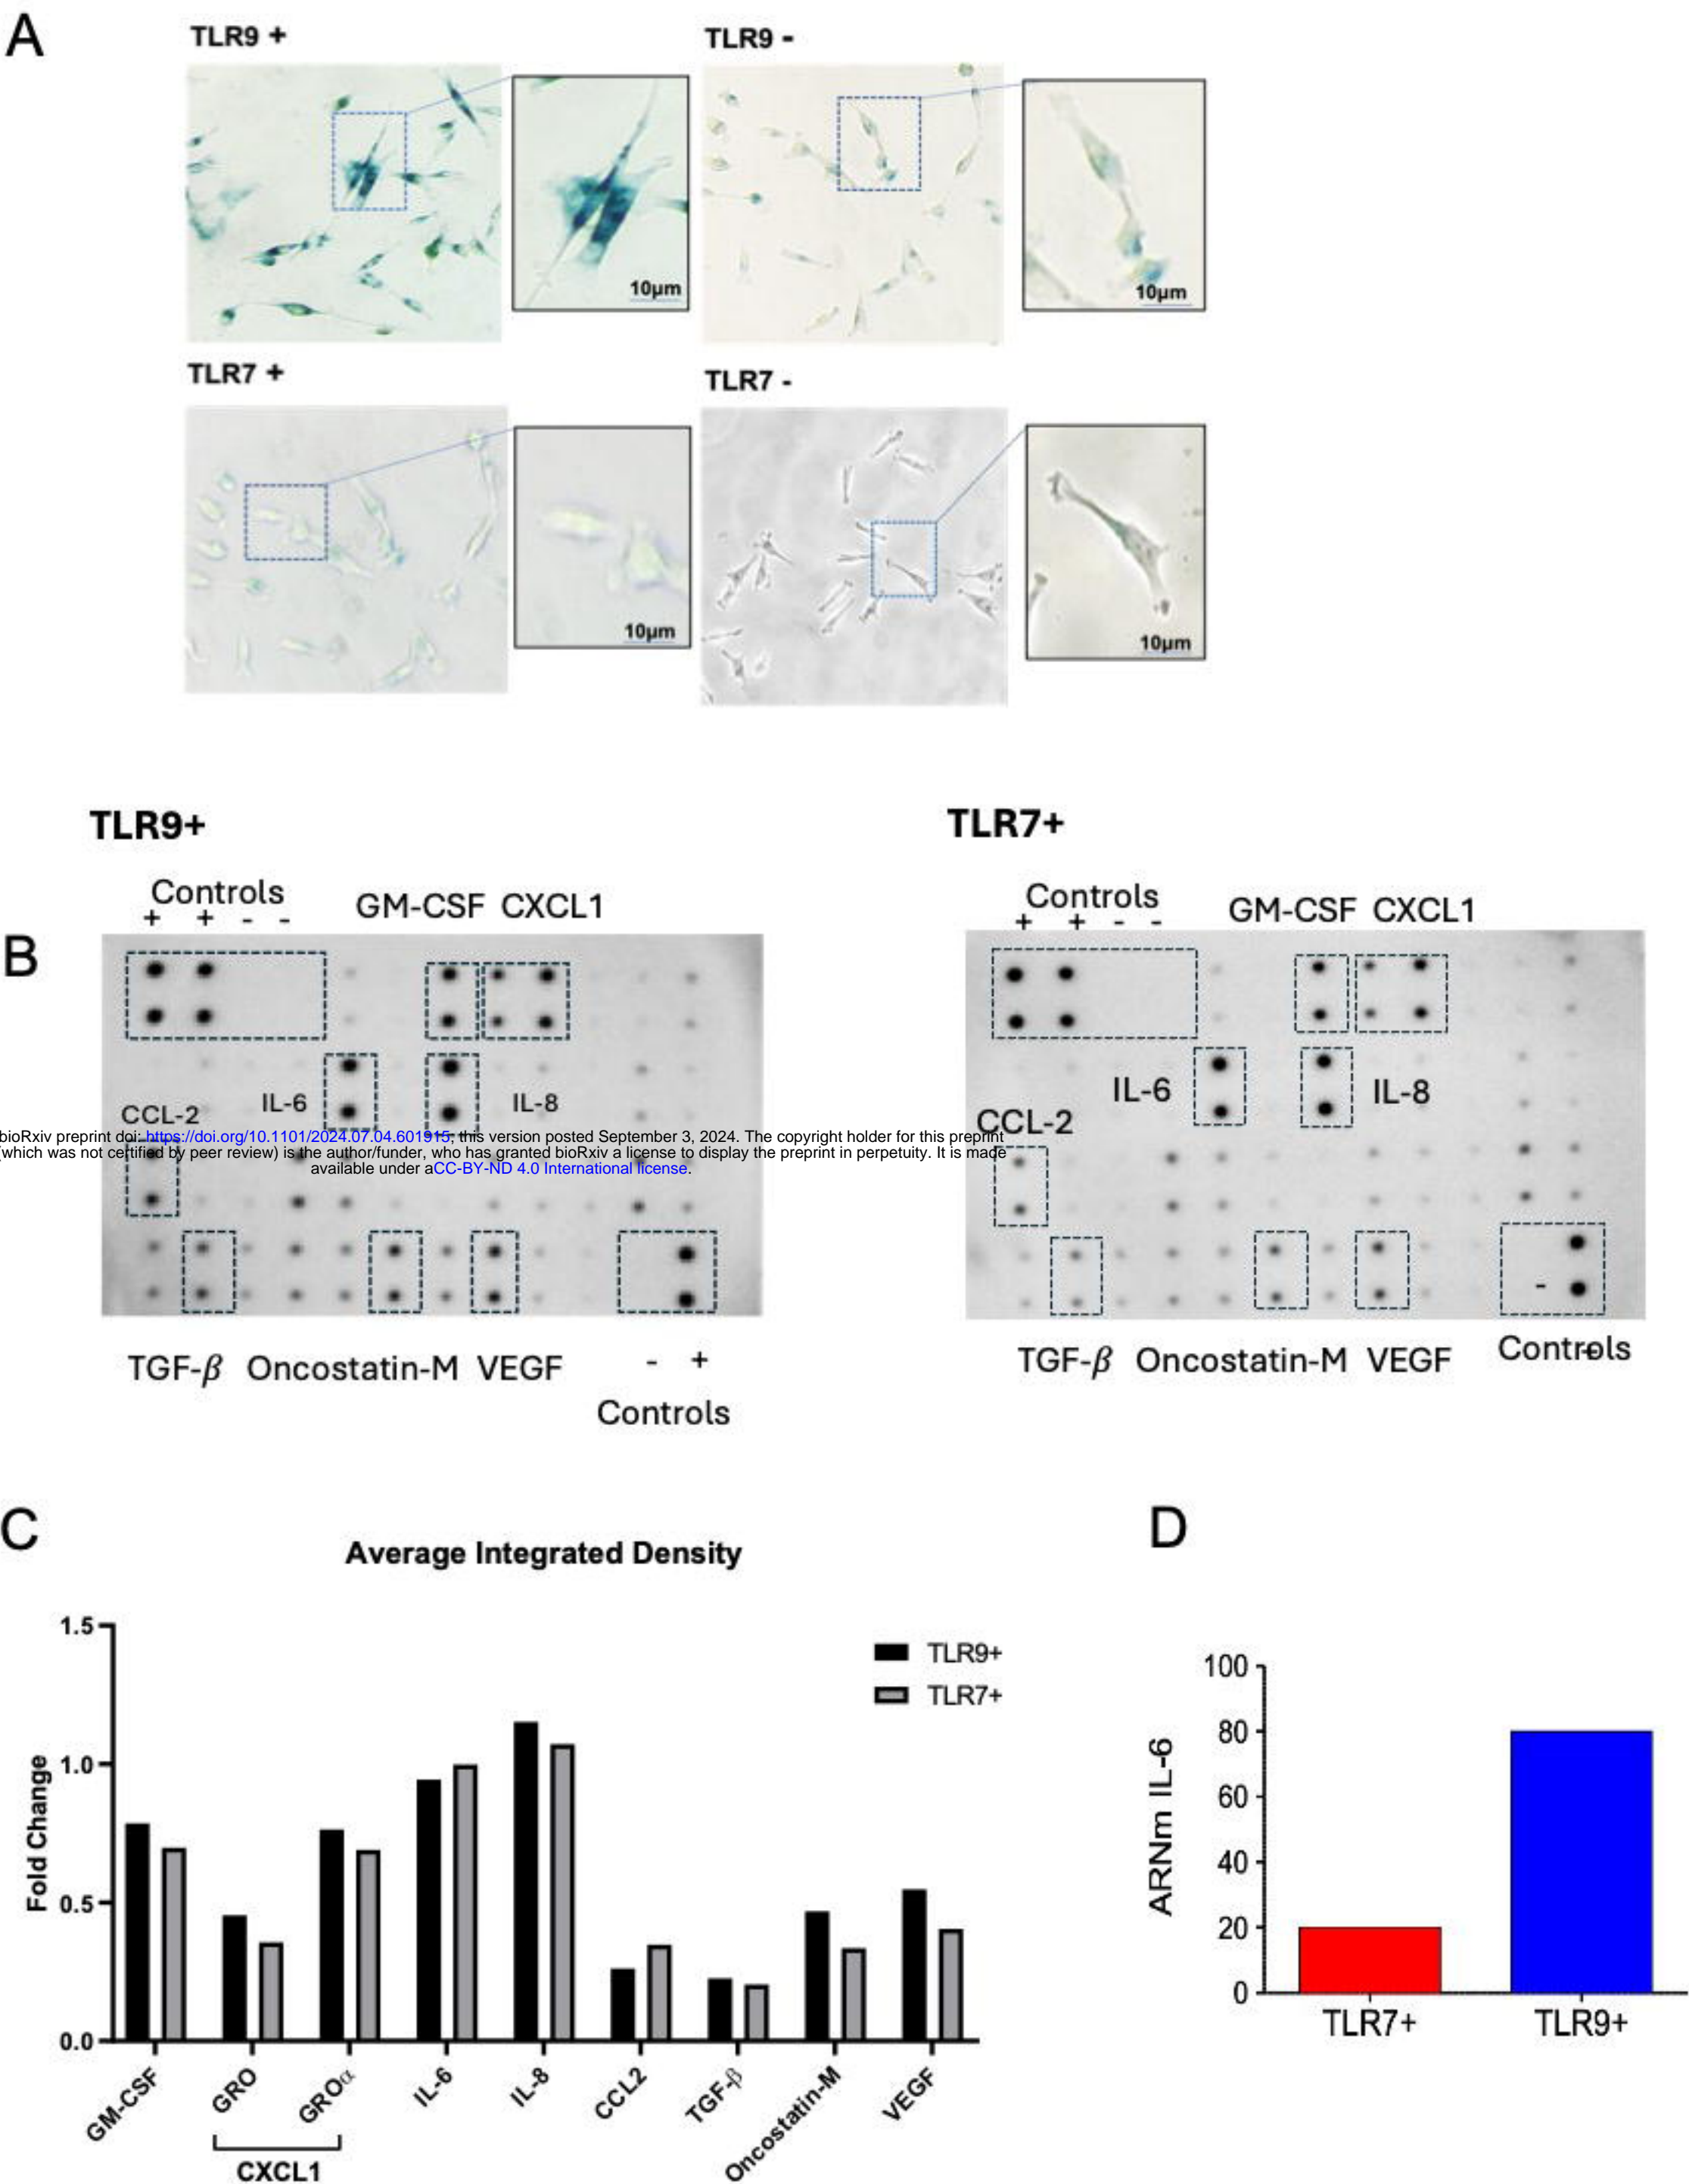 A
TLR9 +
TLR9 -
10µm
10µm
TLR7 +
TLR7 -
10µm
10µm
B
TLR9+
TLR7+
Controls
+ + - -
GM-CSF CXCL1
Controls
+ + - -
GM-CSF CXCL1
CCL-2
IL-6
IL-8
CCL-2
IL-6
IL-8
bioRxiv preprint doi: https://doi.org/10.1101/2024.07.04.601915; this version posted September 3, 2024. The copyright holder for this preprint
(which was not certified by peer review) is the author/funder, who has granted bioRxiv a license to display the preprint in perpetuity. It is made
available under aCC-BY-ND 4.0 International license.
TGF-β Oncostatin-M VEGF
- +
Controls
-
TGF-β Oncostatin-M VEGF
Controls
+
C
Average Integrated Density
Fold Change
1.5
1.0
0.5
0.0
TLR9+
TLR7+
GM-CSF
GRO
GROα
IL-6
IL-8
CCL2
TGF-β
Oncostatin-M
VEGF
CXCL1
D
ARNm IL-6
100
80
60
40
20
0
TLR7+
TLR9+